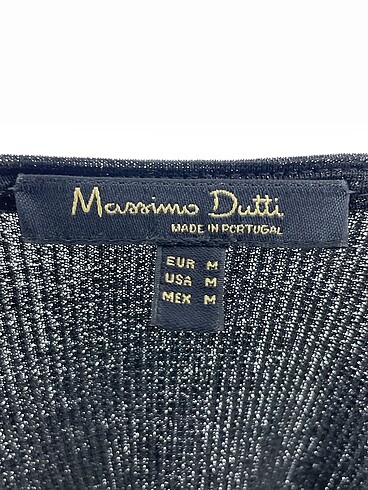 Massimo Dutti
MADE IN PORTUGAL
EUR M
USA M
MEX M